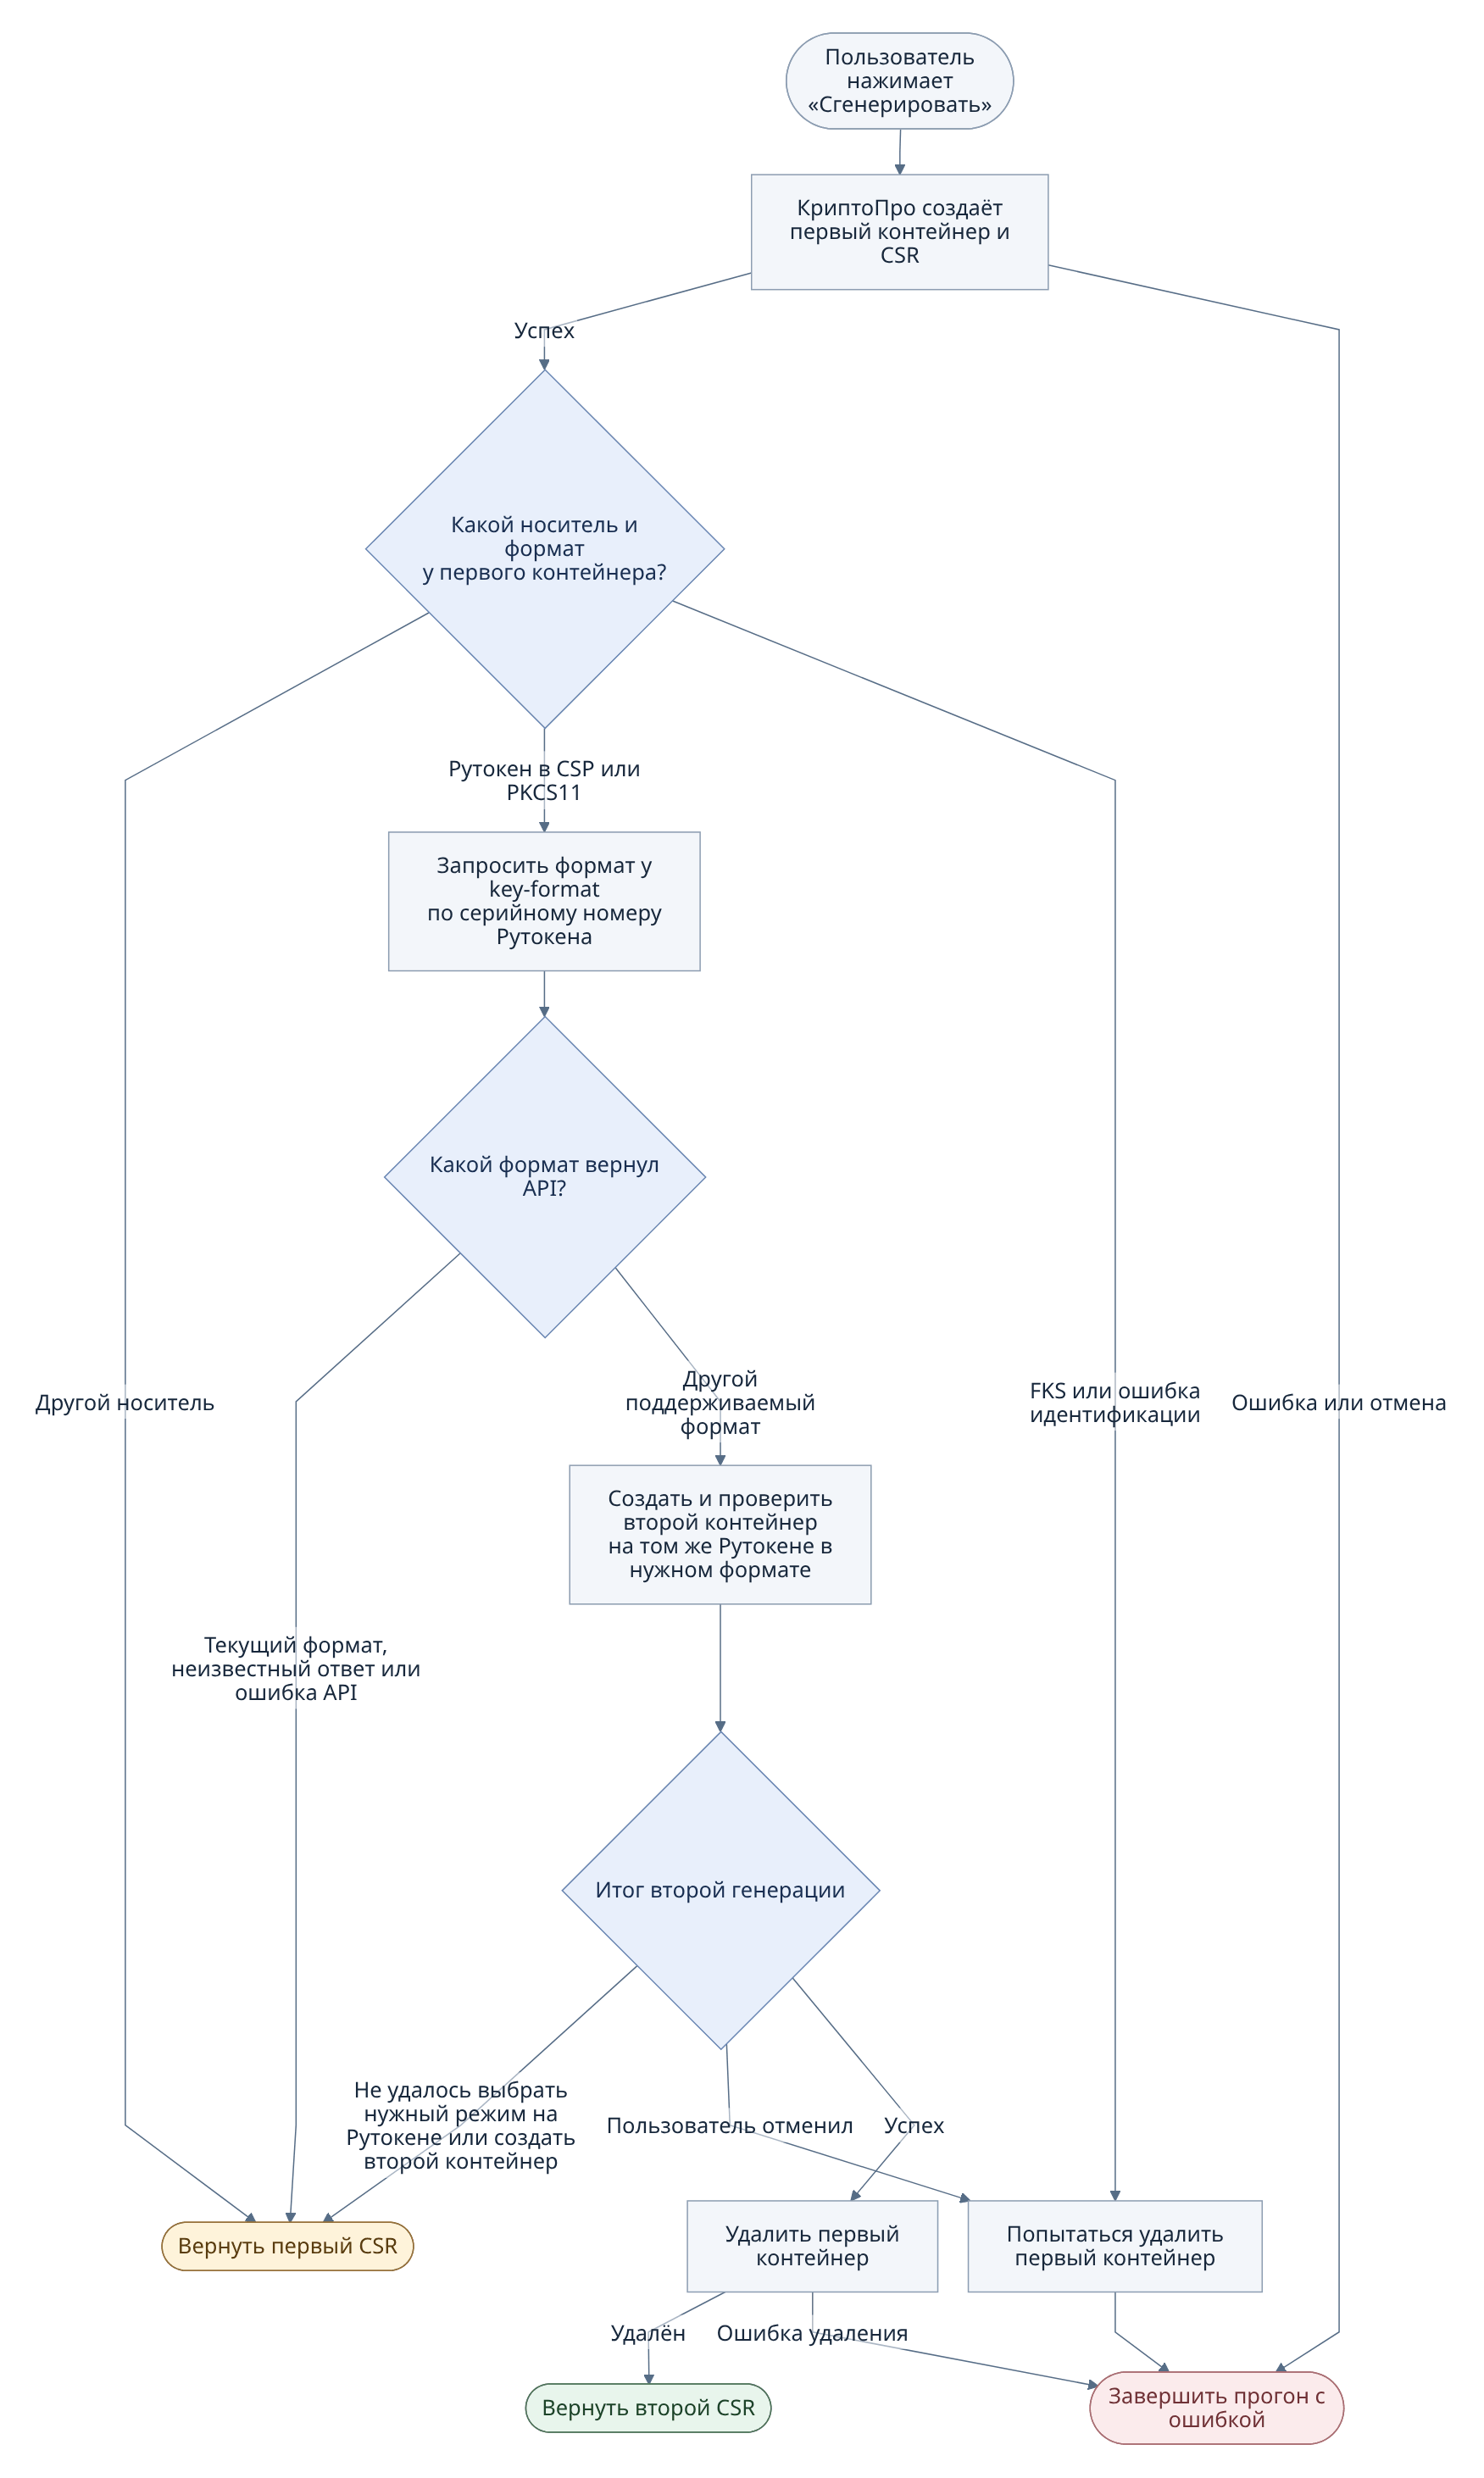 Пользователь
нажимает
«Сгенерировать»
КриптоПро создаёт
первый контейнер и
CSR
Успех
Какой носитель и
формат
у первого контейнера?
Рутокен в CSP или
PKCS11
Запросить формат у
key-format
по серийному номеру
Рутокена
Какой формат вернул
API?
Другой носитель
Другой
поддерживаемый
формат
FKS или ошибка
идентификации
Ошибка или отмена
Создать и проверить
второй контейнер
на том же Рутокене в
нужном формате
Текущий формат,
неизвестный ответ или
ошибка API
Итог второй генерации
Не удалось выбрать
нужный режим на
Рутокене или создать
второй контейнер
Пользователь отменил
Успех
Вернуть первый CSR
Удалить первый
контейнер
Попытаться удалить
первый контейнер
Удалён
Ошибка удаления
Вернуть второй CSR
Завершить прогон с
ошибкой